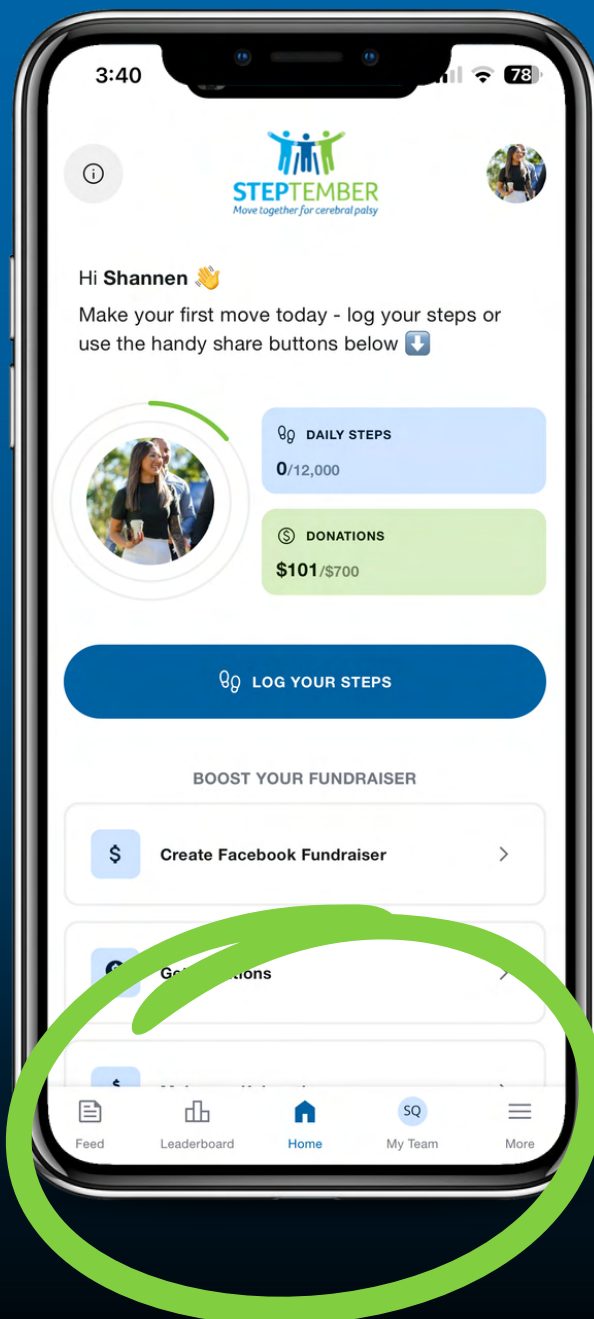 3:40
78
STEPTEMBER
Move together for cerebral palsy
Hi Shannen 👋
Make your first move today - log your steps or
use the handy share buttons below ⬇️
DAILY STEPS
0/12,000
DONATIONS
$101/$700
LOG YOUR STEPS
BOOST YOUR FUNDRAISER
$ Create Facebook Fundraiser
$
Feed
Leaderboard
Home
SQ
My Team
More